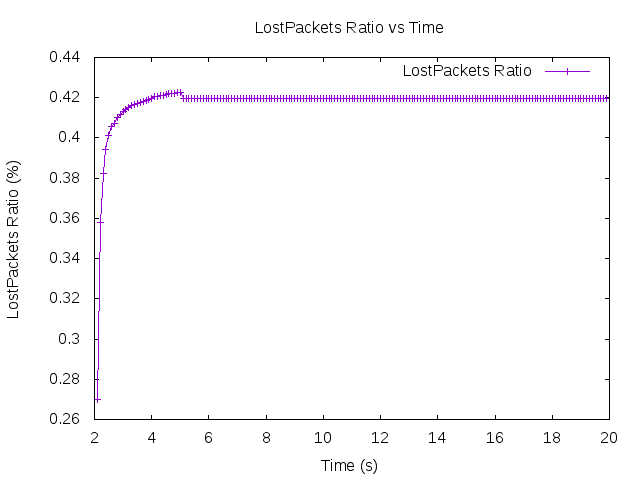 LostPackets Ratio vs Time
LostPackets Ratio
LostPackets Ratio (%)
0.44
0.42
0.4
0.38
0.36
0.34
0.32
0.3
0.28
0.26
2 4 6 8 10 12 14 16 18 20
Time (s)